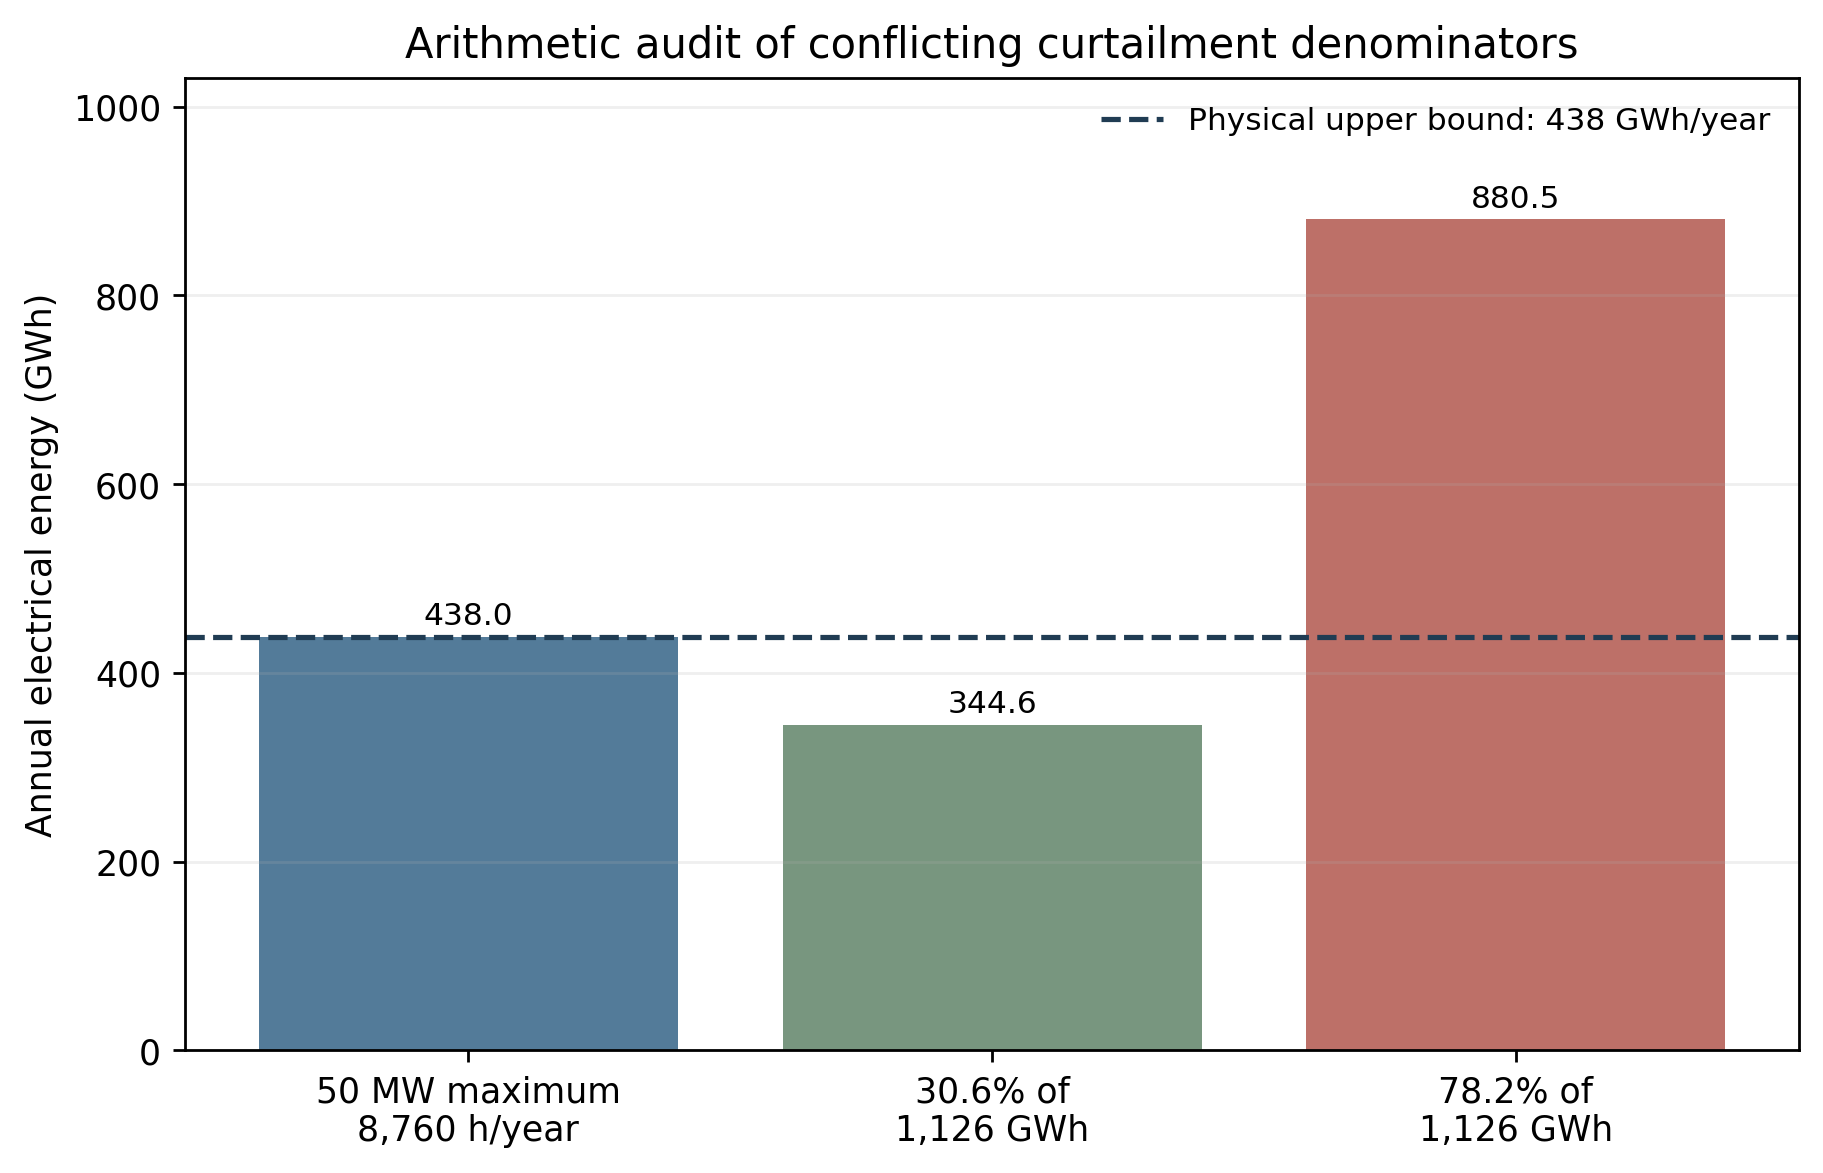 Arithmetic audit of conflicting curtailment denominators
Physical upper bound: 438 GWh/year
Annual electrical energy (GWh)
1000
800
600
400
200
0
438.0
344.6
880.5
50 MW maximum
8,760 h/year
30.6% of
1,126 GWh
78.2% of
1,126 GWh